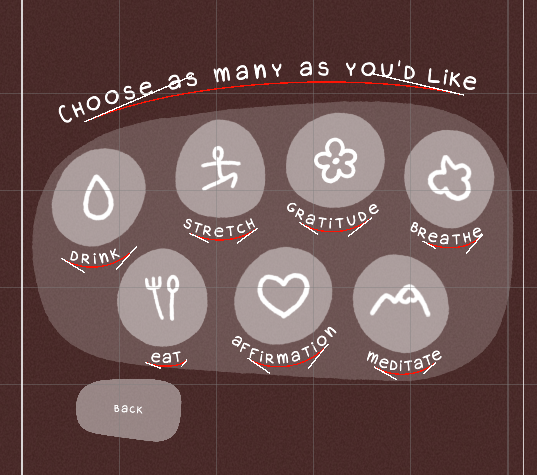 CHOOSE aS maNY aS YOU'D LiKe
DRiNK
STReTCH
GRaTiTUDe
BReaTHe
eaT
aFFiRmaTiON
meDiTaTe
BaCK